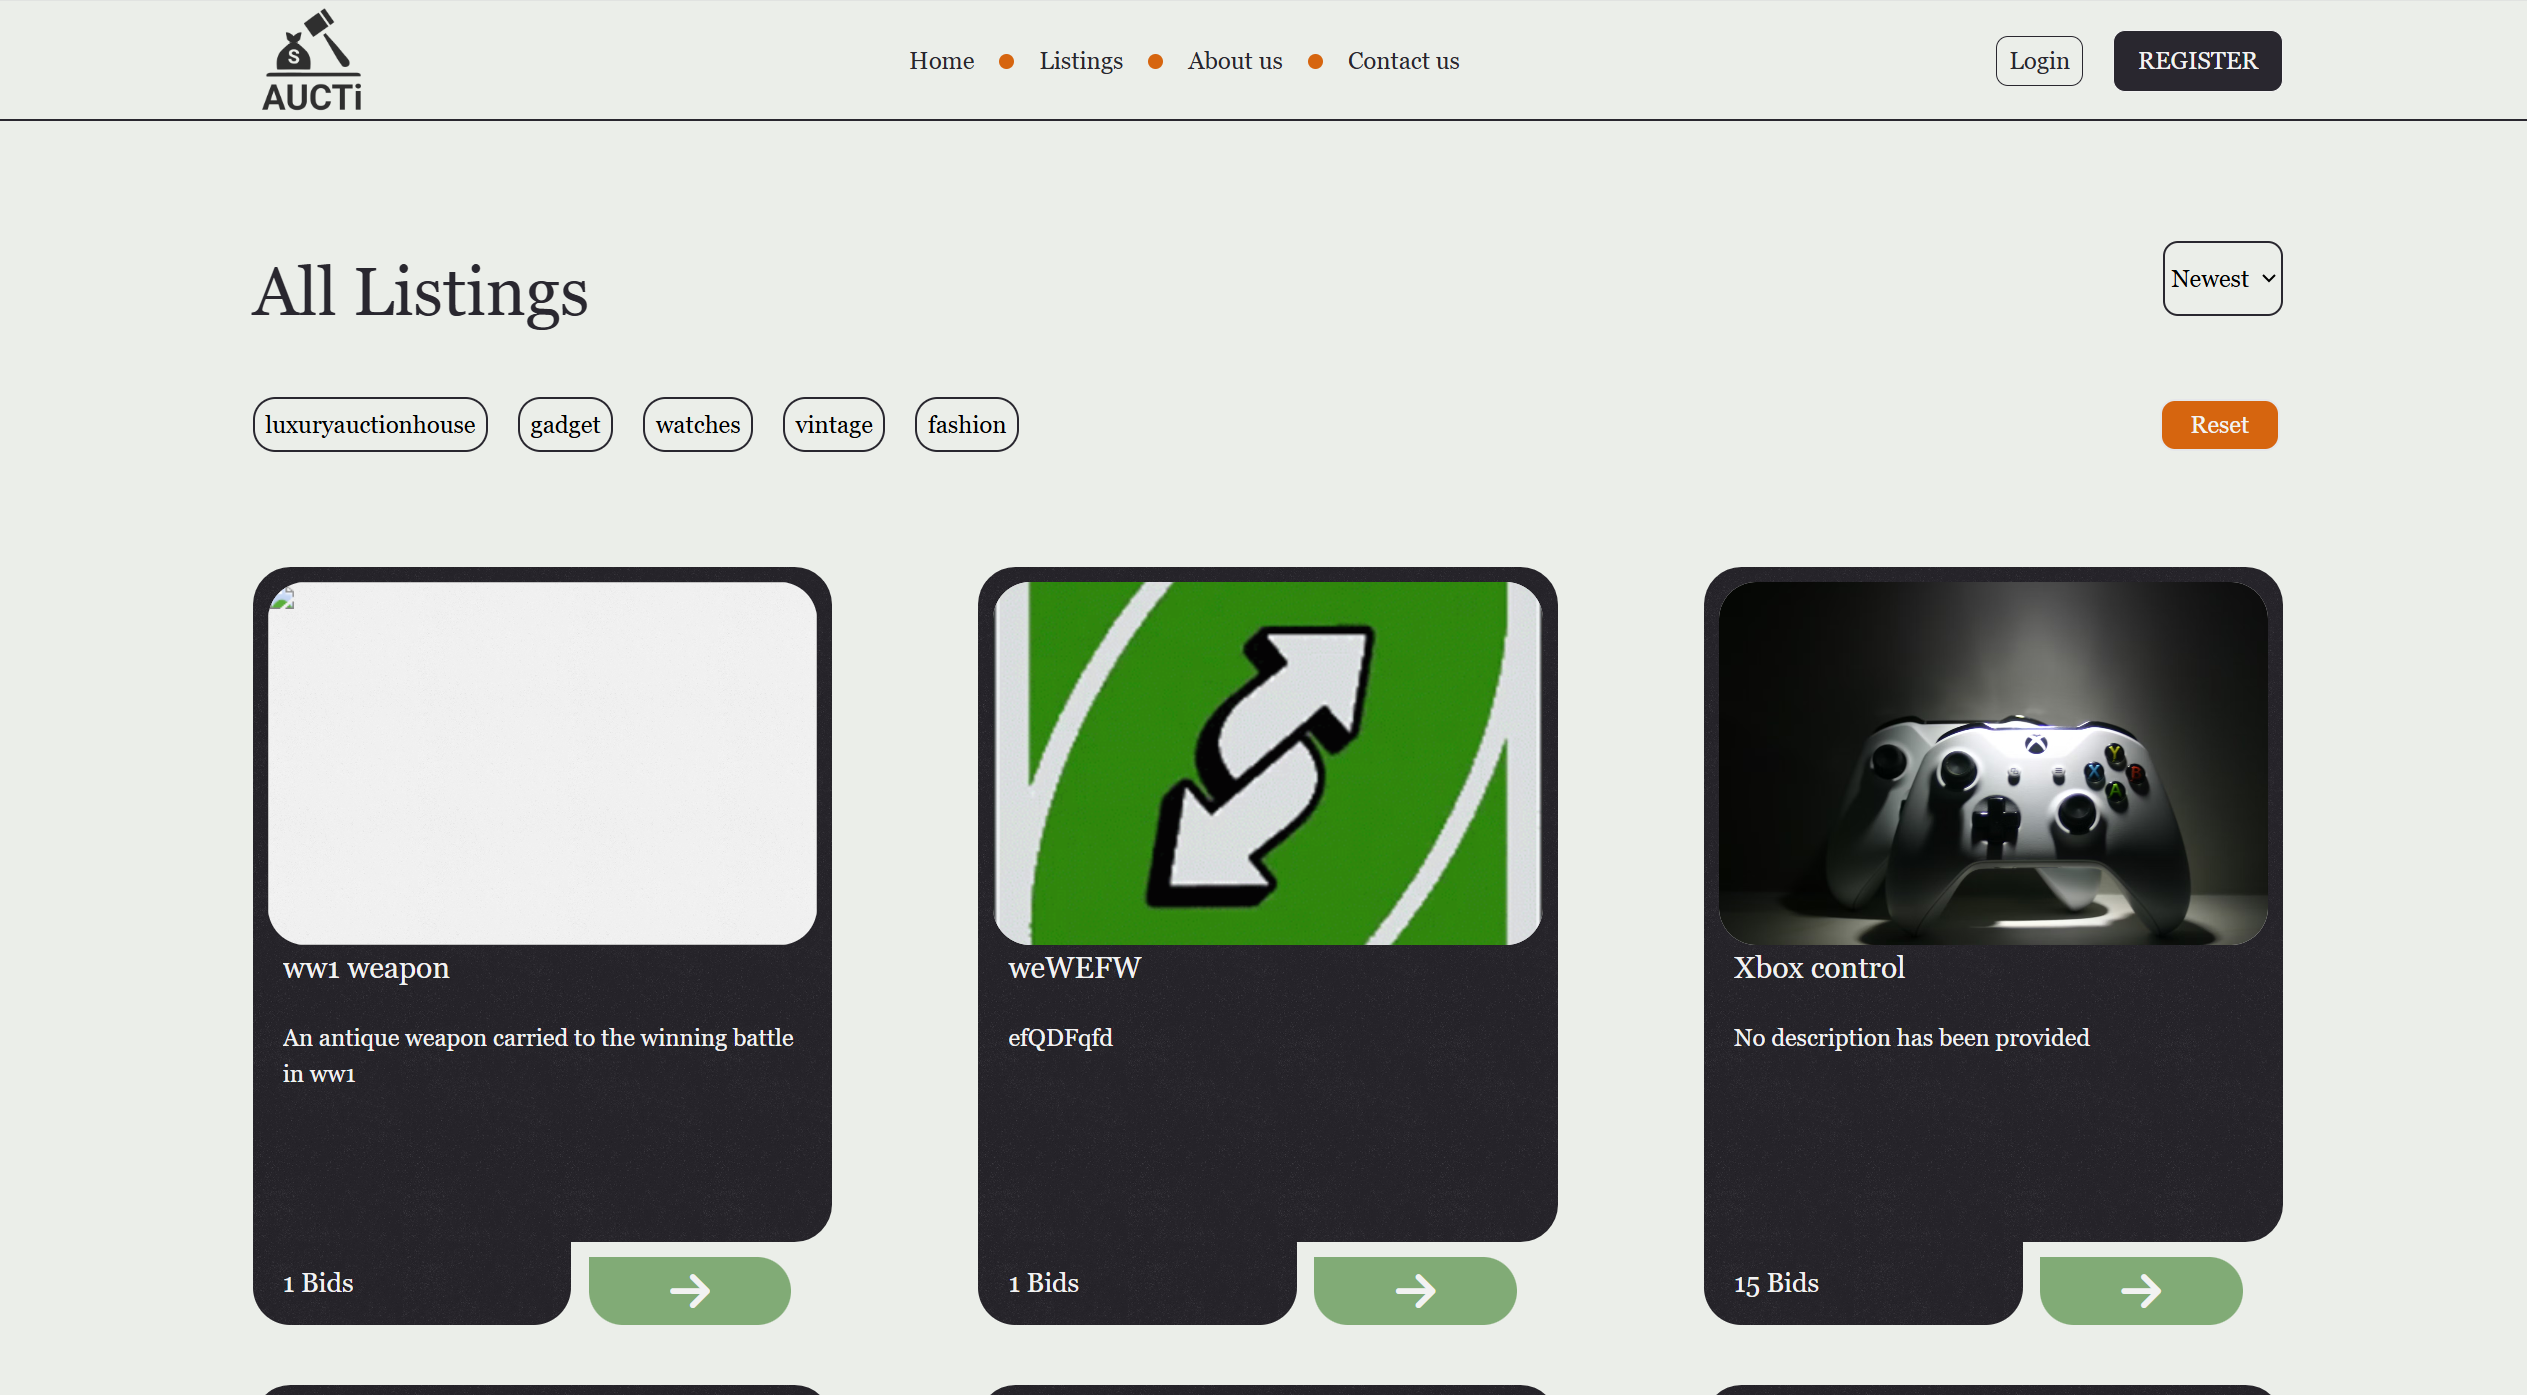 S
AUCTi
Home
Listings
About us
Contact us
Login
REGISTER
All Listings
Newest
luxuryauctionhouse
gadget
watches
vintage
fashion
Reset
Y
X
B
A
ww1 weapon
An antique weapon carried to the winning battle
in ww1
1 Bids
weWEFW
efQDFqfd
1 Bids
Xbox control
No description has been provided
15 Bids